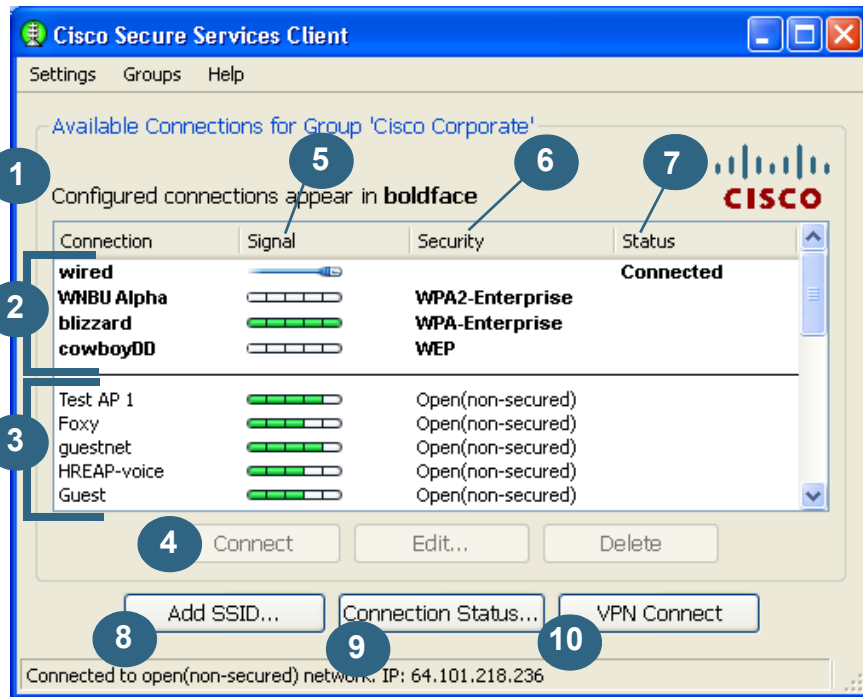 Cisco Secure Services Client
Settings Groups Help
Available Connections for Group 'Cisco Corporate'
1 5 6 7
CISCO
Configured connections appear in boldface
Connection Signal Security Status
2
wired Connected
WNBU Alpha WPA2-Enterprise
blizzard WPA-Enterprise
cowboyDD WEP
3
Test AP 1 Open(non-secured)
Foxy Open(non-secured)
guestnet Open(non-secured)
HREAP-voice Open(non-secured)
Guest Open(non-secured)
4 Connect Edit... Delete
Add SSID... Connection Status... VPN Connect
8 9 10
Connected to open(non-secured) network. IP: 64.101.218.236